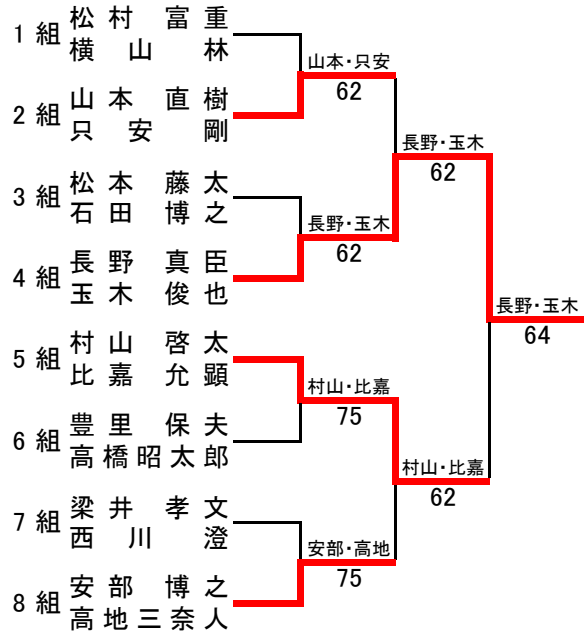 1 組 松村 富重
横山 林
2 組 山本 直樹
只安 剛
3 組 松本 藤太
石田 博之
4 組 長野 真臣
玉木 俊也
5 組 村山 啓太
比嘉 允顕
6 組 豊里 保夫
高橋昭太郎
7 組 梁井 孝文
西川 澄
8 組 安部 博之
高地三奈人
山本・只安
62
長野・玉木
62
村山・比嘉
75
安部・高地
75
長野・玉木
62
村山・比嘉
62
長野・玉木
64